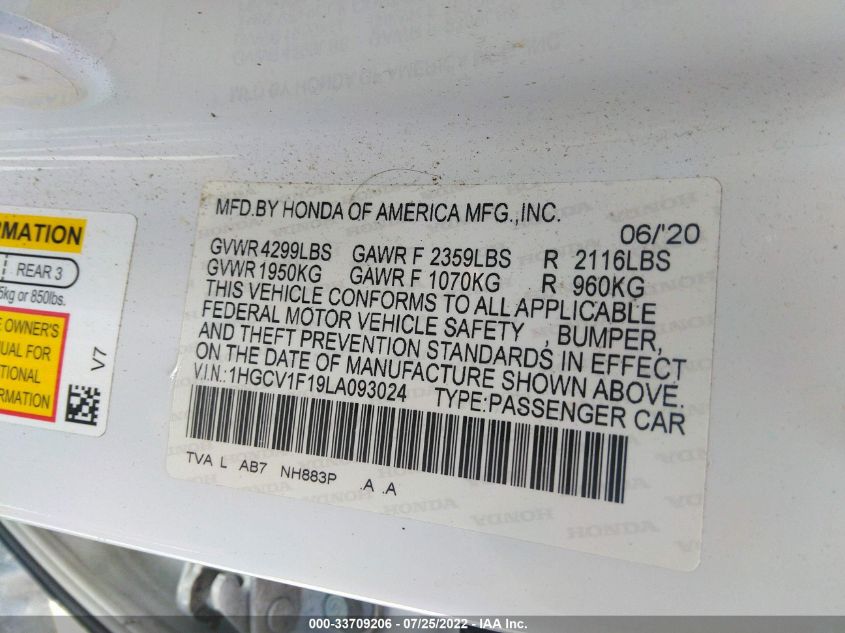 MFD.BY HONDA OF AMERICA MFG.,INC.
06/'20
GVWR 4299LBS GAWR F 2359LBS R 2116LBS
GVWR 1950KG GAWR F 1070KG R 960KG
THIS VEHICLE CONFORMS TO ALL APPLICABLE
FEDERAL MOTOR VEHICLE SAFETY , BUMPER,
AND THEFT PREVENTION STANDARDS IN EFFECT
ON THE DATE OF MANUFACTURE SHOWN ABOVE.
V.I.N.:1HGCV1F19LA093024 TYPE:PASSENGER CAR
TVA L AB7 NH883P .A .A
RMATION
REAR 3
5kg or 850lbs.
E OWNER'S
NUAL FOR
TIONAL
ORMATION
V7
000-33709206 - 07/25/2022 - IAA Inc.